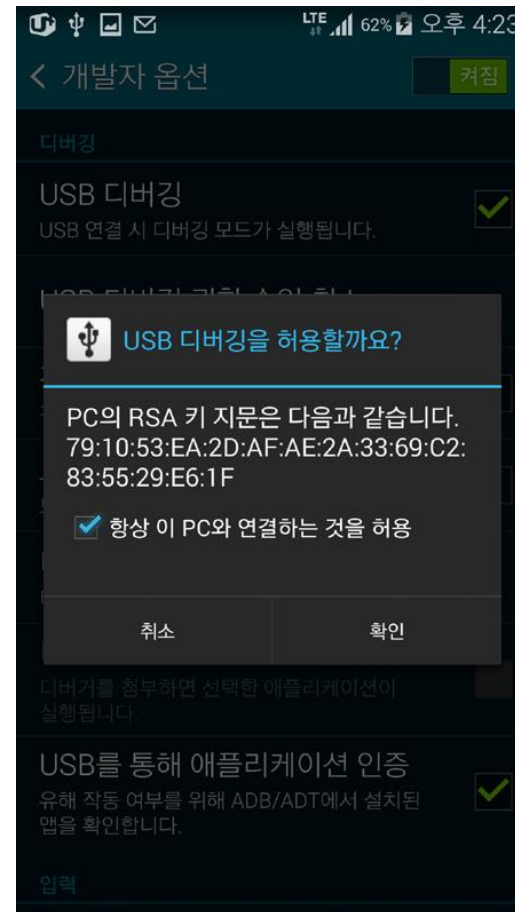 LTE 62% 오후 4:23
개발자 옵션 켜짐
디버깅
USB 디버깅
USB 연결 시 디버깅 모드가 실행됩니다.
USB 디버깅을 허용할까요?
PC의 RSA 키 지문은 다음과 같습니다.
79:10:53:EA:2D:AF:AE:2A:33:69:C2:
83:55:29:E6:1F
항상 이 PC와 연결하는 것을 허용
취소 확인
디버거를 첨부하면 선택한 애플리케이션이
실행됩니다.
USB를 통해 애플리케이션 인증
유해 작동 여부를 위해 ADB/ADT에서 설치된
앱을 확인합니다.
입력